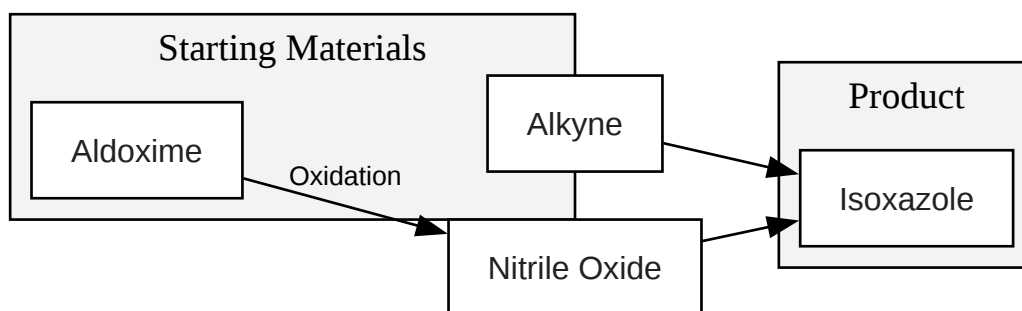 Starting Materials
Aldoxime
Oxidation
Alkyne
Nitrile Oxide
Product
Isoxazole